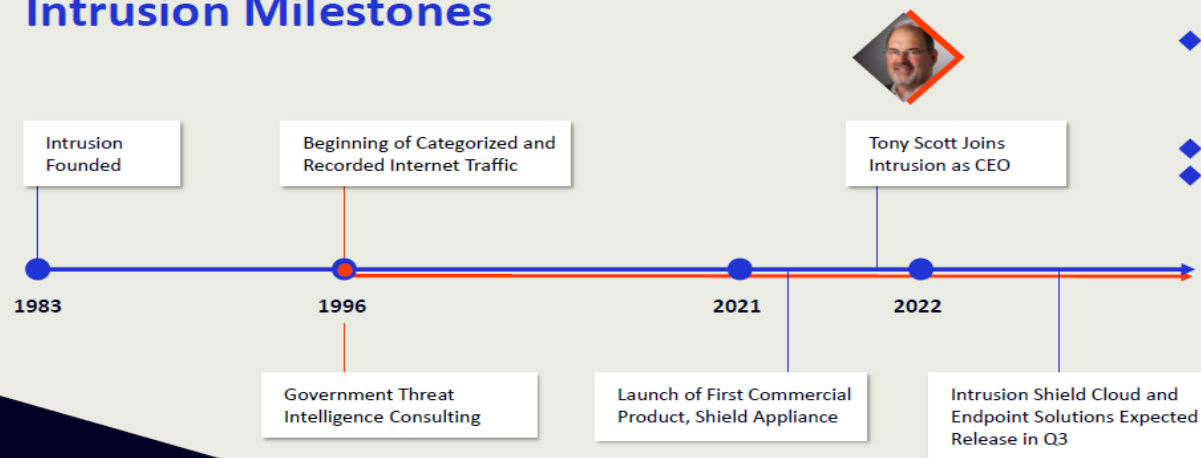 Intrusion Milestones
Intrusion
Founded
Beginning of Categorized and
Recorded Internet Traffic
Tony Scott Joins
Intrusion as CEO
1983
1996
2021
2022
Government Threat
Intelligence Consulting
Launch of First Commercial
Product, Shield Appliance
Intrusion Shield Cloud and
Endpoint Solutions Expected
Release in Q3